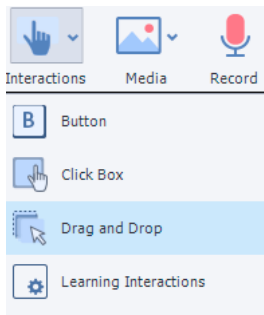 Interactions Media Record
B Button
Click Box
Drag and Drop
Learning Interactions